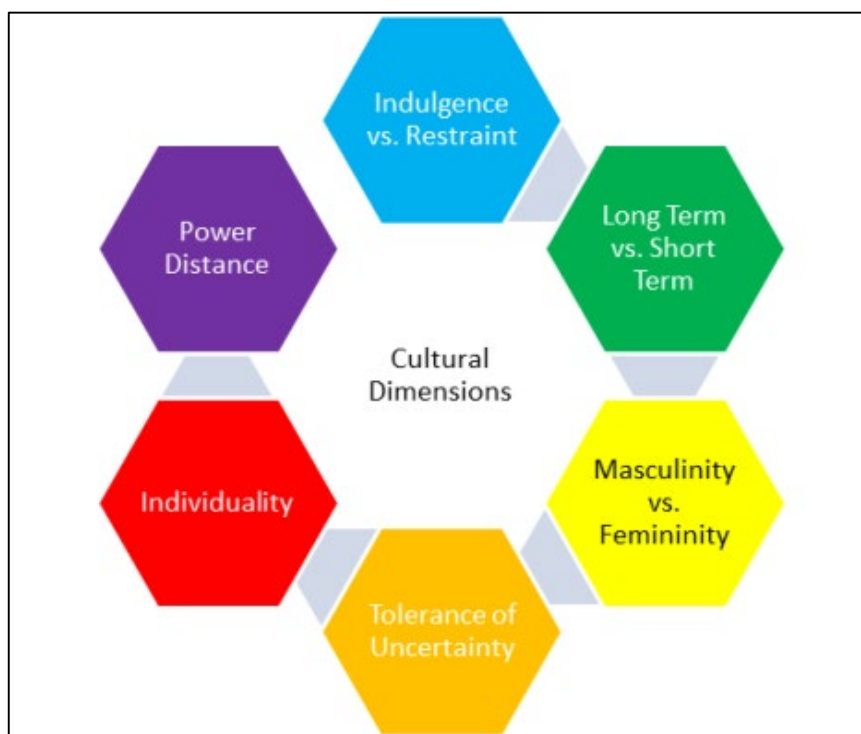 Indulgence
vs. Restraint
Long Term
vs. Short
Term
Masculinity
vs.
Femininity
Tolerance of
Uncertainty
Individuality
Power
Distance
Cultural
Dimensions